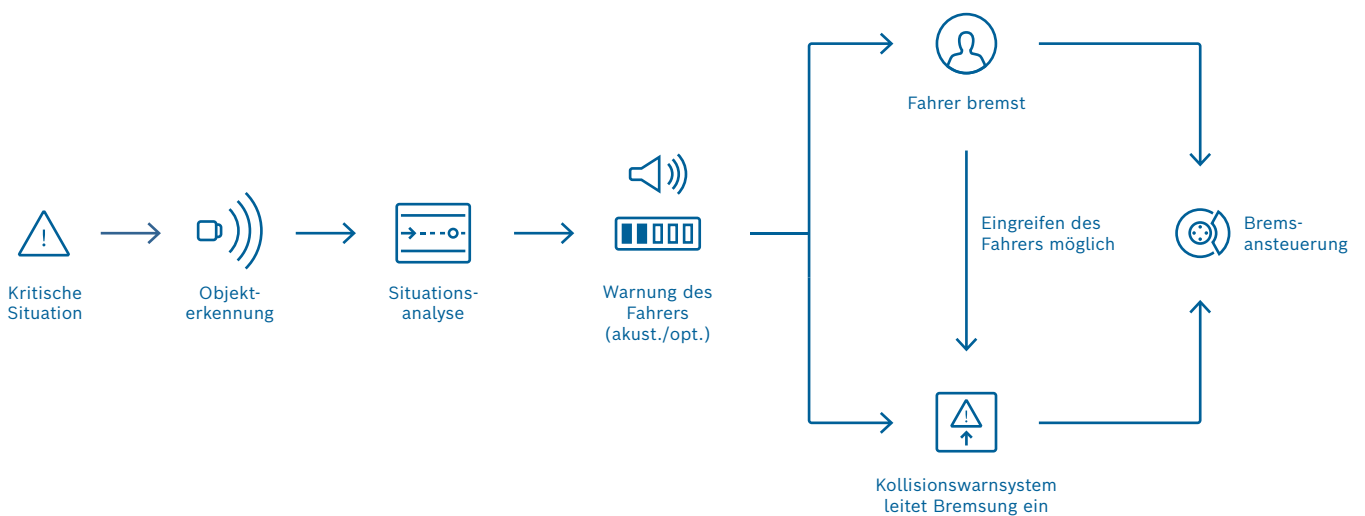 Kritische
Situation
Objekt-
erkennung
Situations-
analyse
Warnung des
Fahrers
(akust./opt.)
Fahrer bremst
Eingreifen des
Fahrers möglich
Kollisionswarnsystem
leitet Bremsung ein
Brems-
ansteuerung